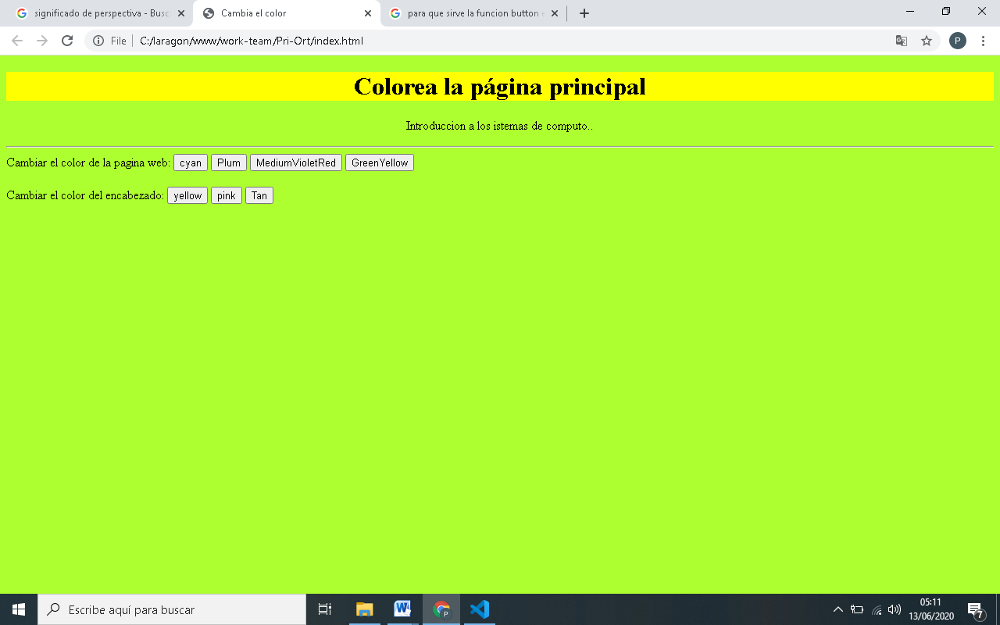 significado de perspectiva - Busc
Cambia el color
para que sirve la funcion button
File
C:/laragon/www/work-team/Pri-Ort/index.html
P
Colorea la página principal
Introduccion a los istemas de computo..
Cambiar el color de la pagina web: cyan Plum MediumVioletRed GreenYellow
Cambiar el color del encabezado: yellow pink Tan
Escribe aquí para buscar
05:11
13/06/2020
7